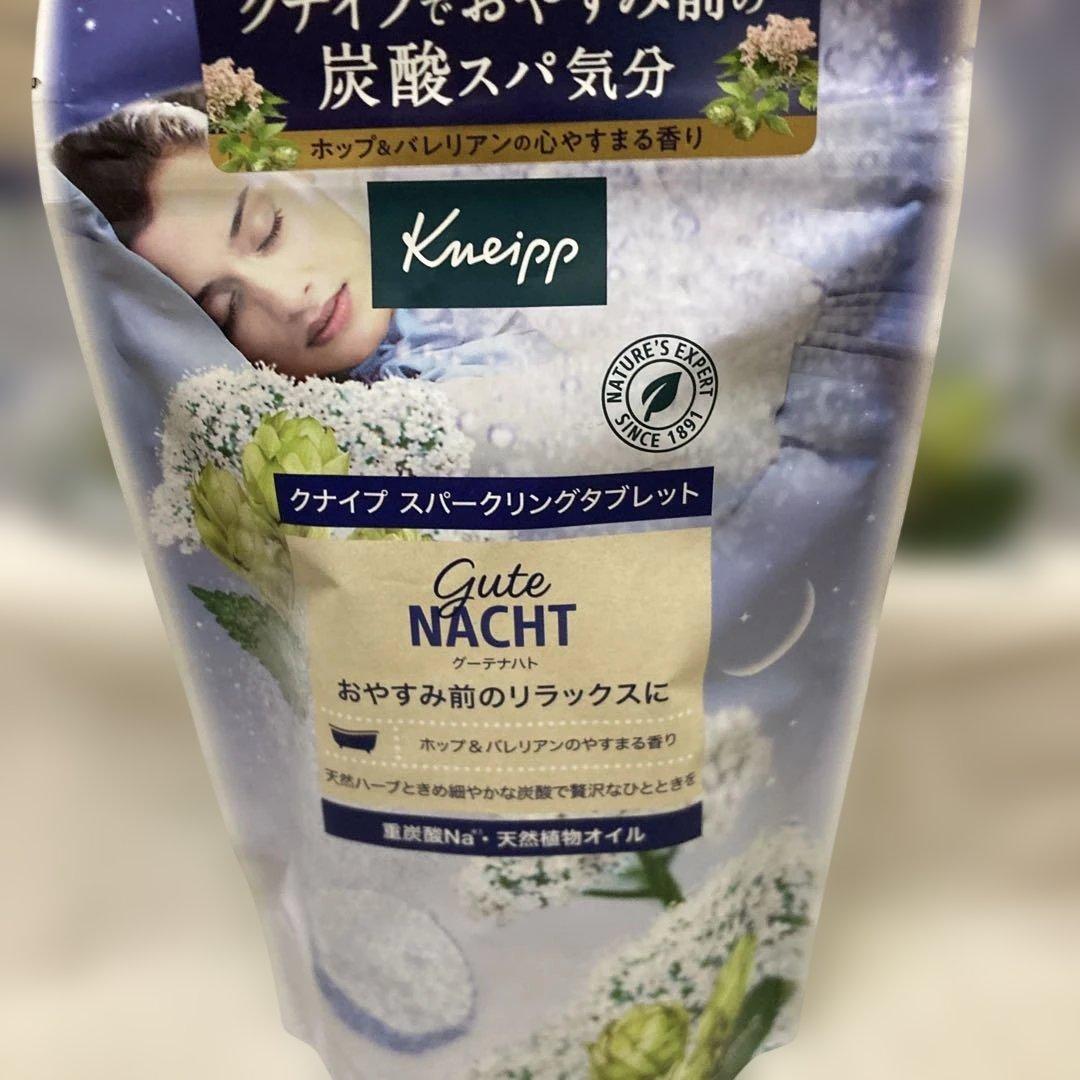 クナイプでおやすみ前の
炭酸スパ気分
ホップ&バレリアンの心やすまる香り
Kneipp
NATURE'S EXPERT
SINCE 1891
クナイプ スパークリングタブレット
Gute
NACHT
グーテナハト
おやすみ前のリラックスに
ホップ&バレリアンのやすまる香り
天然ハーブときめ細やかな炭酸で贅沢なひとときを
重炭酸Na・天然植物オイル